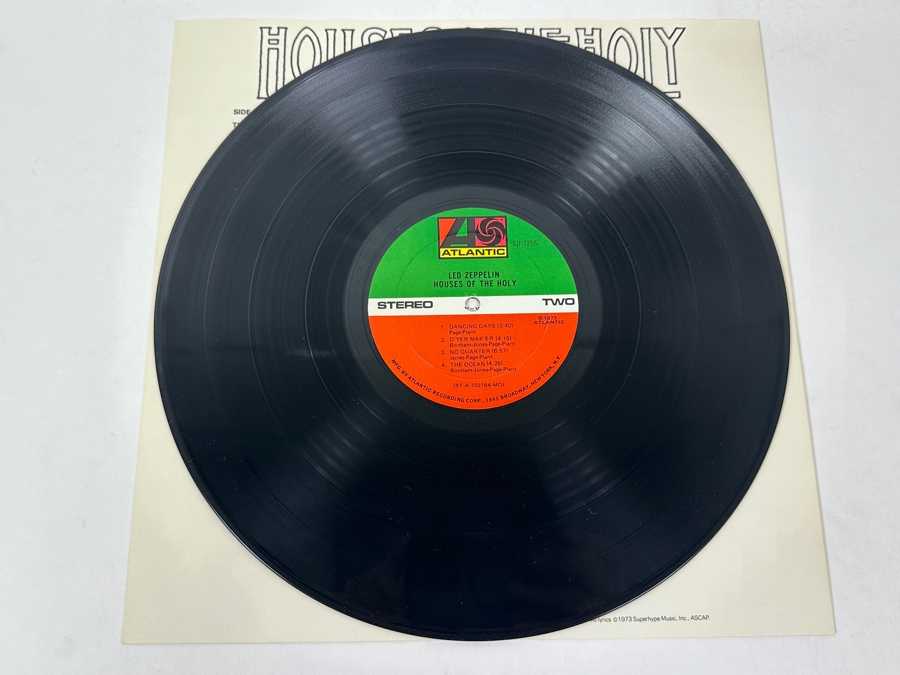 HOUSES OF THE HOLY
SIDE
ATLANTIC
SD 7255
LED ZEPPELIN
HOUSES OF THE HOLY
STEREO
TWO
℗1973
ATLANTIC
1. DANCING DAYS (3:40)
Page-Plant
2. D'YER MAK'ER (4:19)
Bonham-Jones-Page-Plant
3. NO QUARTER (6:57)
Jones-Page-Plant
4. THE OCEAN (4:28)
Bonham-Jones-Page-Plant
(ST-A-732784-MO)
MFG. BY ATLANTIC RECORDING CORP., 1841 BROADWAY, NEW YORK, N.Y.
lyrics ©1973 Superhype Music, Inc., ASCAP.